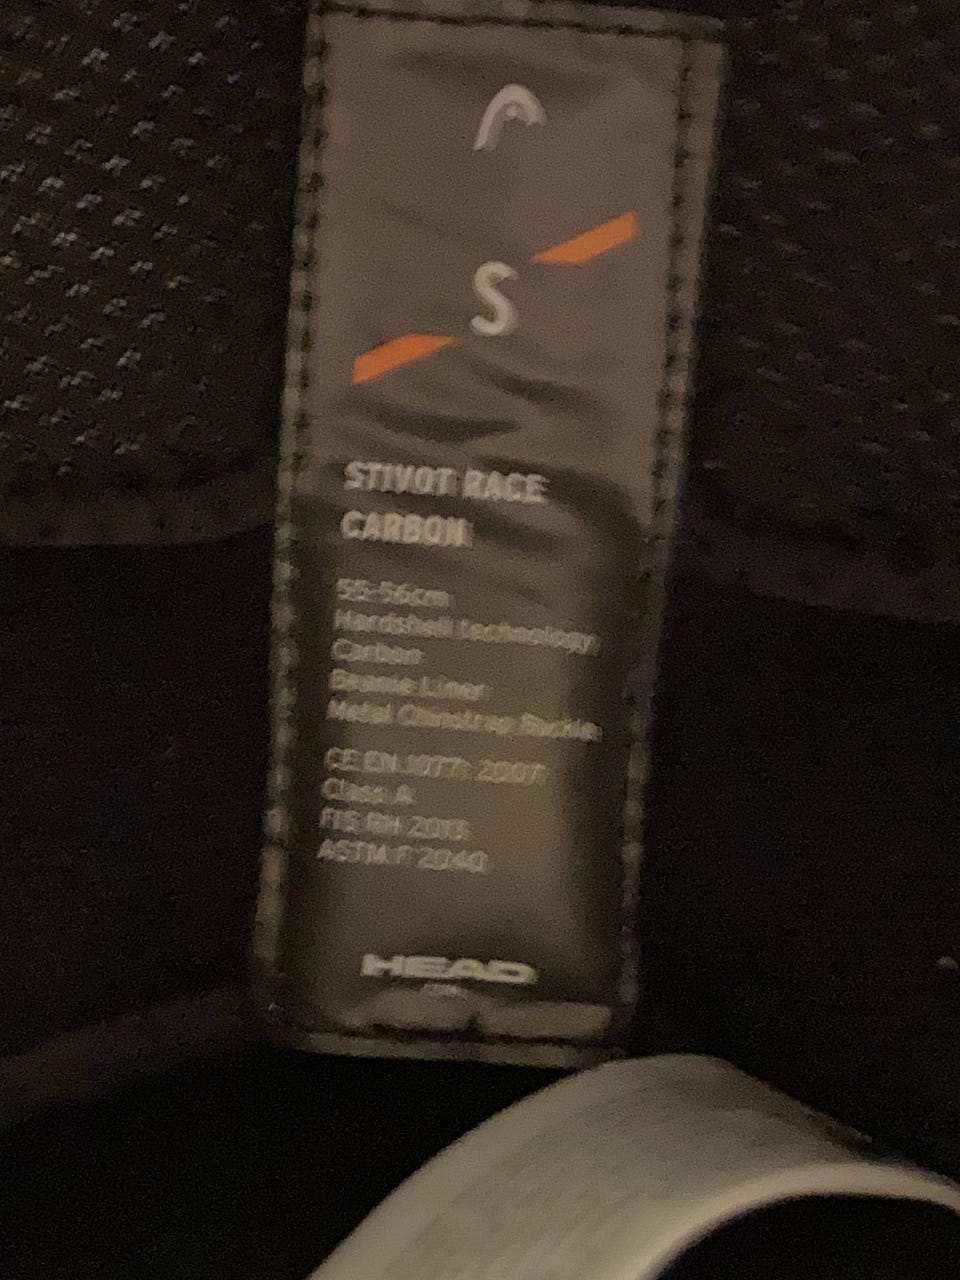 S
STIVOT RACE
CARBON
55-56cm
Hardshell technology:
Carbon
Beanie Liner
Metal Chinstrap Buckle
CE EN 1077: 2007
Class A
FIS RH 2013
ASTM F 2040
HEAD